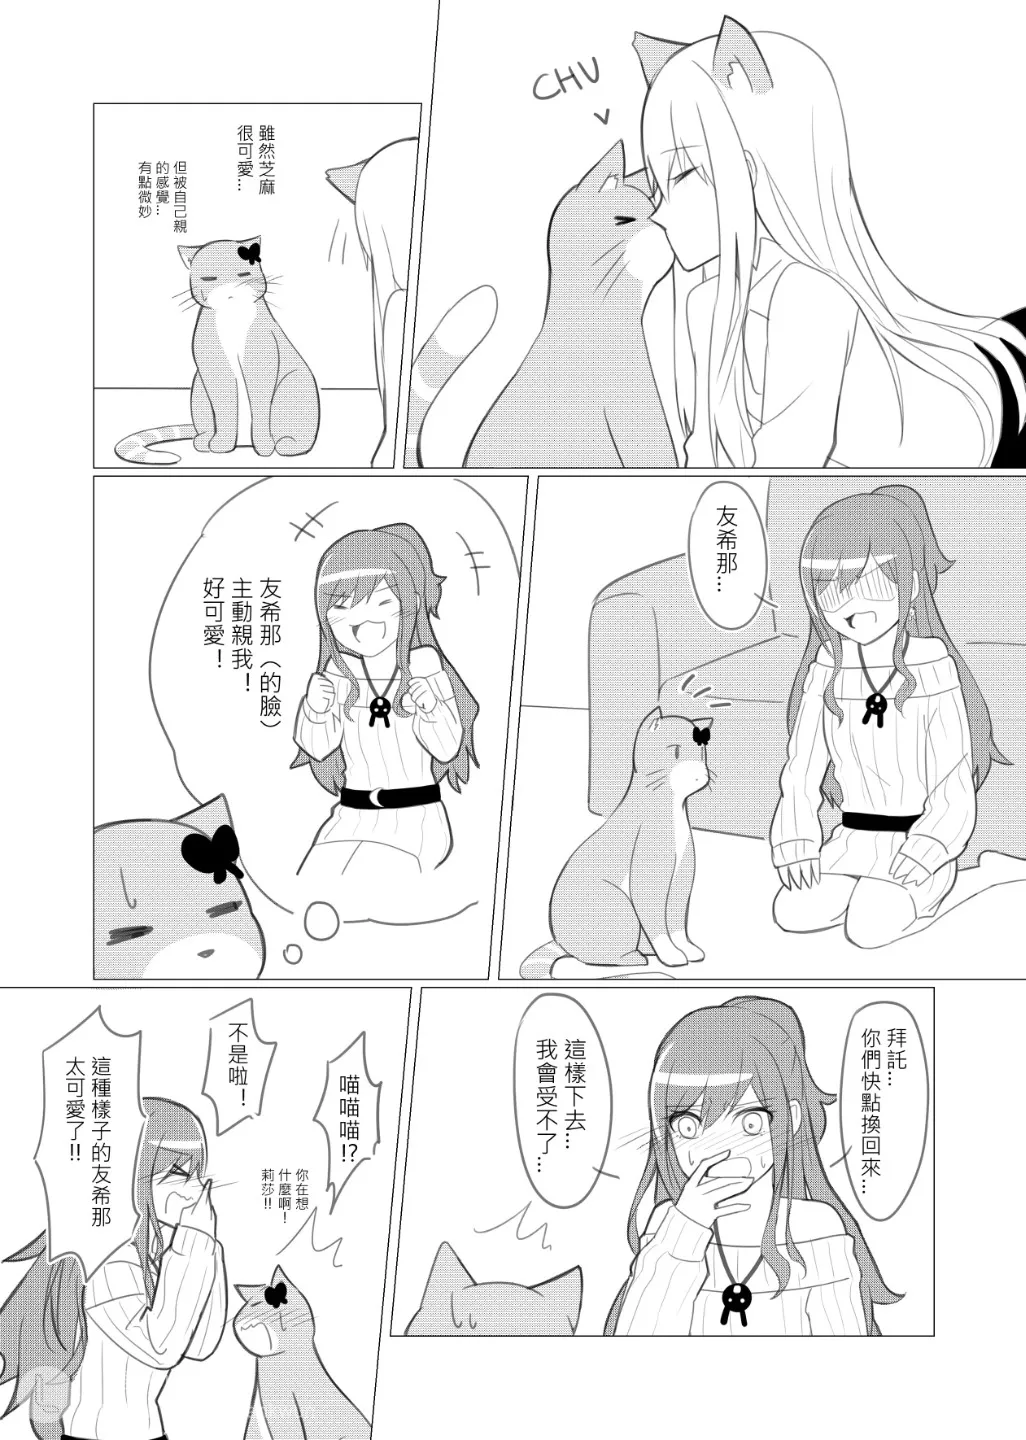 CHU
雖然芝麻
很可愛…
但被自己親
的感覺…
有點微妙
友希那…
友希那（的臉）
主動親我！
好可愛！
拜託…
你們快點換回來…
這樣下去…
我會受不了…
喵喵喵!?
你在想
什麼啊！
莉莎!!
不是啦！
這種樣子的友希那
太可愛了!!